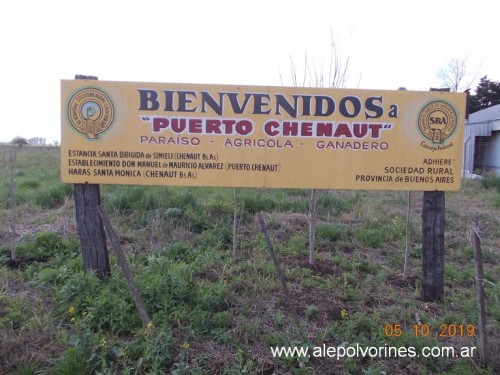 BIENVENIDOS a
"PUERTO CHENAUT"
PARAÍSO - AGRICOLA - GANADERO
ESTANCIA SANTA BRIGIDA DE SIMIELI (CHENAUT Bs.As)
ESTABLECIMIENTO DON MANUEL DE MAURICIO ALVAREZ (PUERTO CHENAUT)
HARAS SANTA MONICA (CHENAUT Bs.As)
SRA
ADHIERE:
SOCIEDAD RURAL
PROVINCIA DE BUENOS AIRES
05.10.2019
www.alepolvorines.com.ar